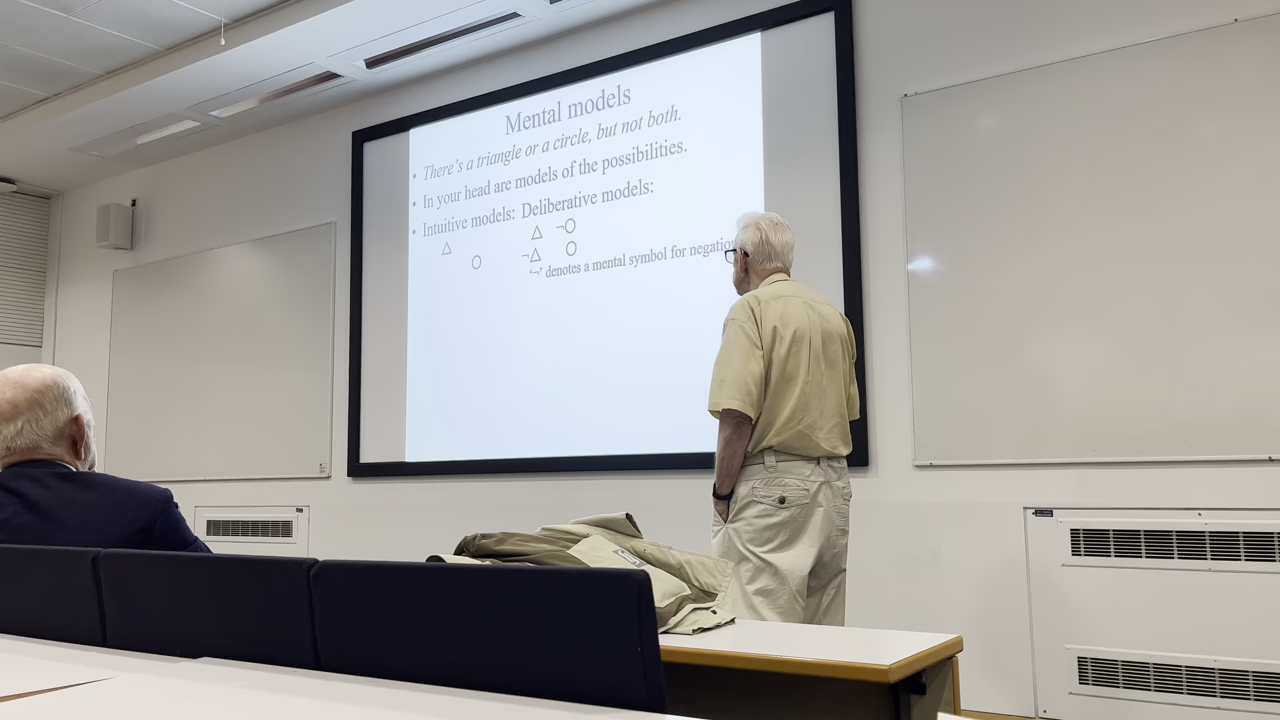 Mental models
• There's a triangle or a circle, but not both.
• In your head are models of the possibilities.
• Intuitive models: Deliberative models:
△ △ ¬○
○ ¬△ ○
‘¬’ denotes a mental symbol for negation